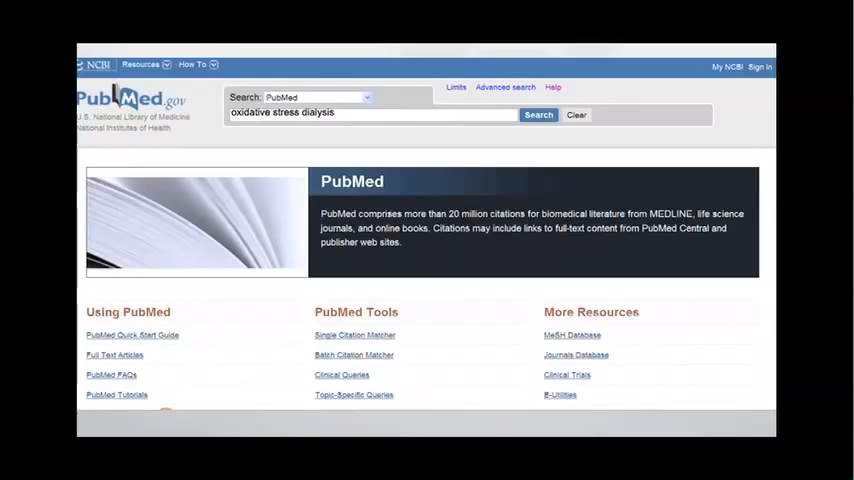 NCBI Resources How To My NCBI Sign In
PubMed.gov
U.S. National Library of Medicine
National Institutes of Health
Search: PubMed
Limits Advanced search Help
oxidative stress dialysis
Search Clear
PubMed
PubMed comprises more than 20 million citations for biomedical literature from MEDLINE, life science
journals, and online books. Citations may include links to full-text content from PubMed Central and
publisher web sites.
Using PubMed
PubMed Quick Start Guide
Full Text Articles
PubMed FAQs
PubMed Tutorials
PubMed Tools
Single Citation Matcher
Batch Citation Matcher
Clinical Queries
Topic-Specific Queries
More Resources
MeSH Database
Journals Database
Clinical Trials
E-Utilities